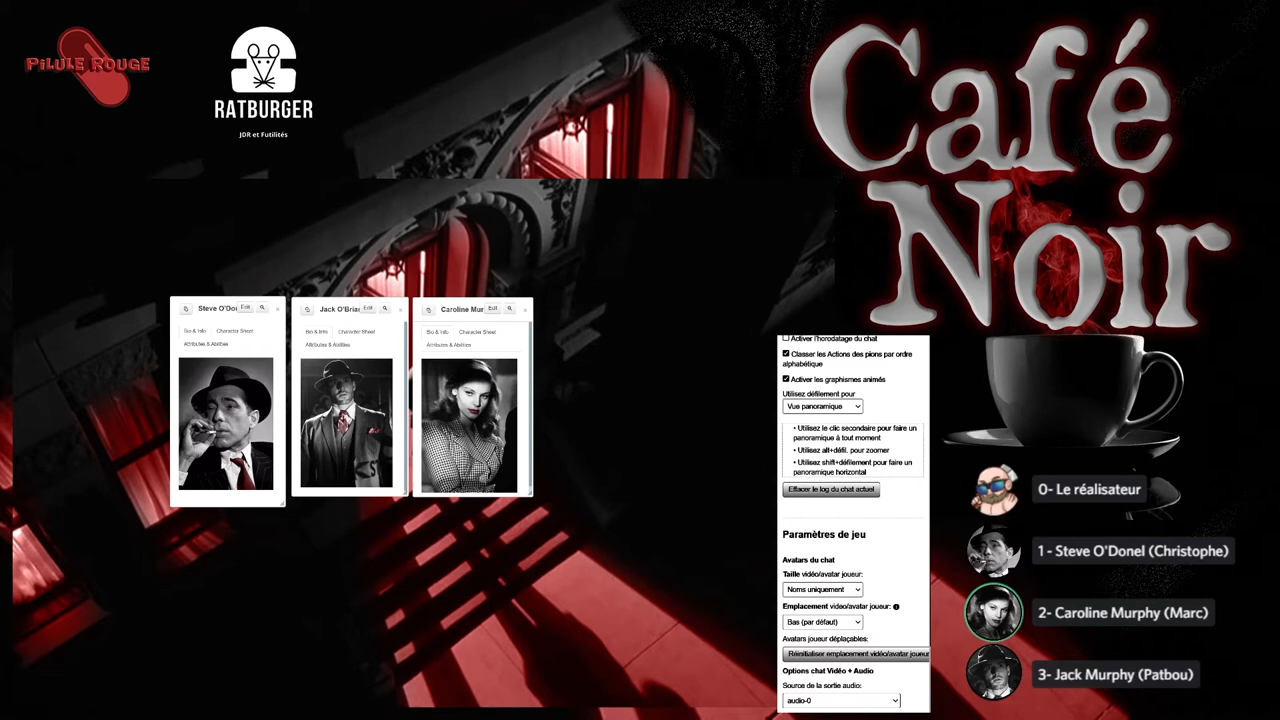 PiLULE ROUGE
RATBURGER
JDR et Futilités
Café
Noir
Steve O'Don
Edit
Bio & Info
Character Sheet
Attributes & Abilities
Jack O'Bria
Edit
Bio & Info
Character Sheet
Attributes & Abilities
Caroline Mur
Edit
Bio & Info
Character Sheet
Attributes & Abilities
Activer l'horodatage du chat
Classer les Actions des pions par ordre
alphabétique
Activer les graphismes animés
Utilisez défilement pour
Vue panoramique
• Utilisez le clic secondaire pour faire un
panoramique à tout moment
• Utilisez alt+défil. pour zoomer
• Utilisez shift+défilement pour faire un
panoramique horizontal
Effacer le log du chat actuel
Paramètres de jeu
Avatars du chat
Taille vidéo/avatar joueur:
Noms uniquement
Emplacement video/avatar joueur:
Bas (par défaut)
Avatars joueur déplaçables:
Réinitialiser emplacement vidéo/avatar joueur
Options chat Vidéo + Audio
Source de la sortie audio:
audio-0
0- Le réalisateur
1 - Steve O'Donel (Christophe)
2- Caroline Murphy (Marc)
3- Jack Murphy (Patbou)